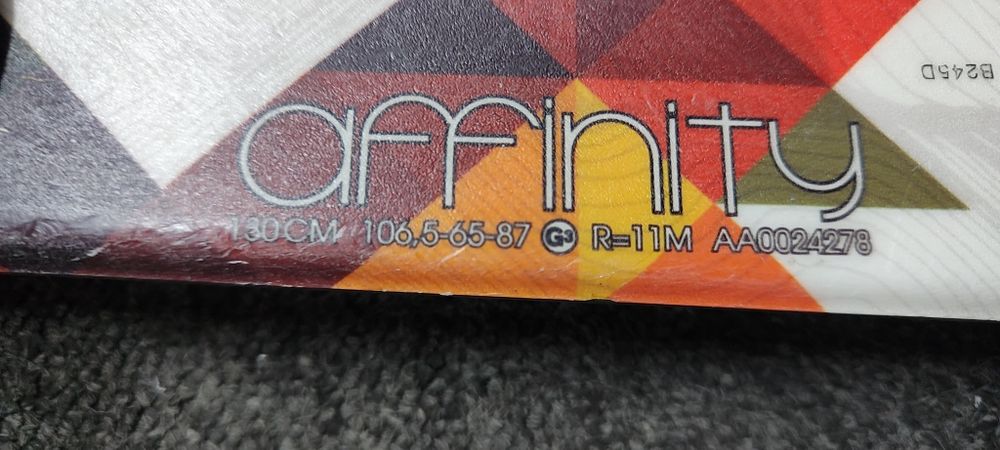 B245D
affinity
130CM 106,5-65-87 G3 R=11M AA0024278